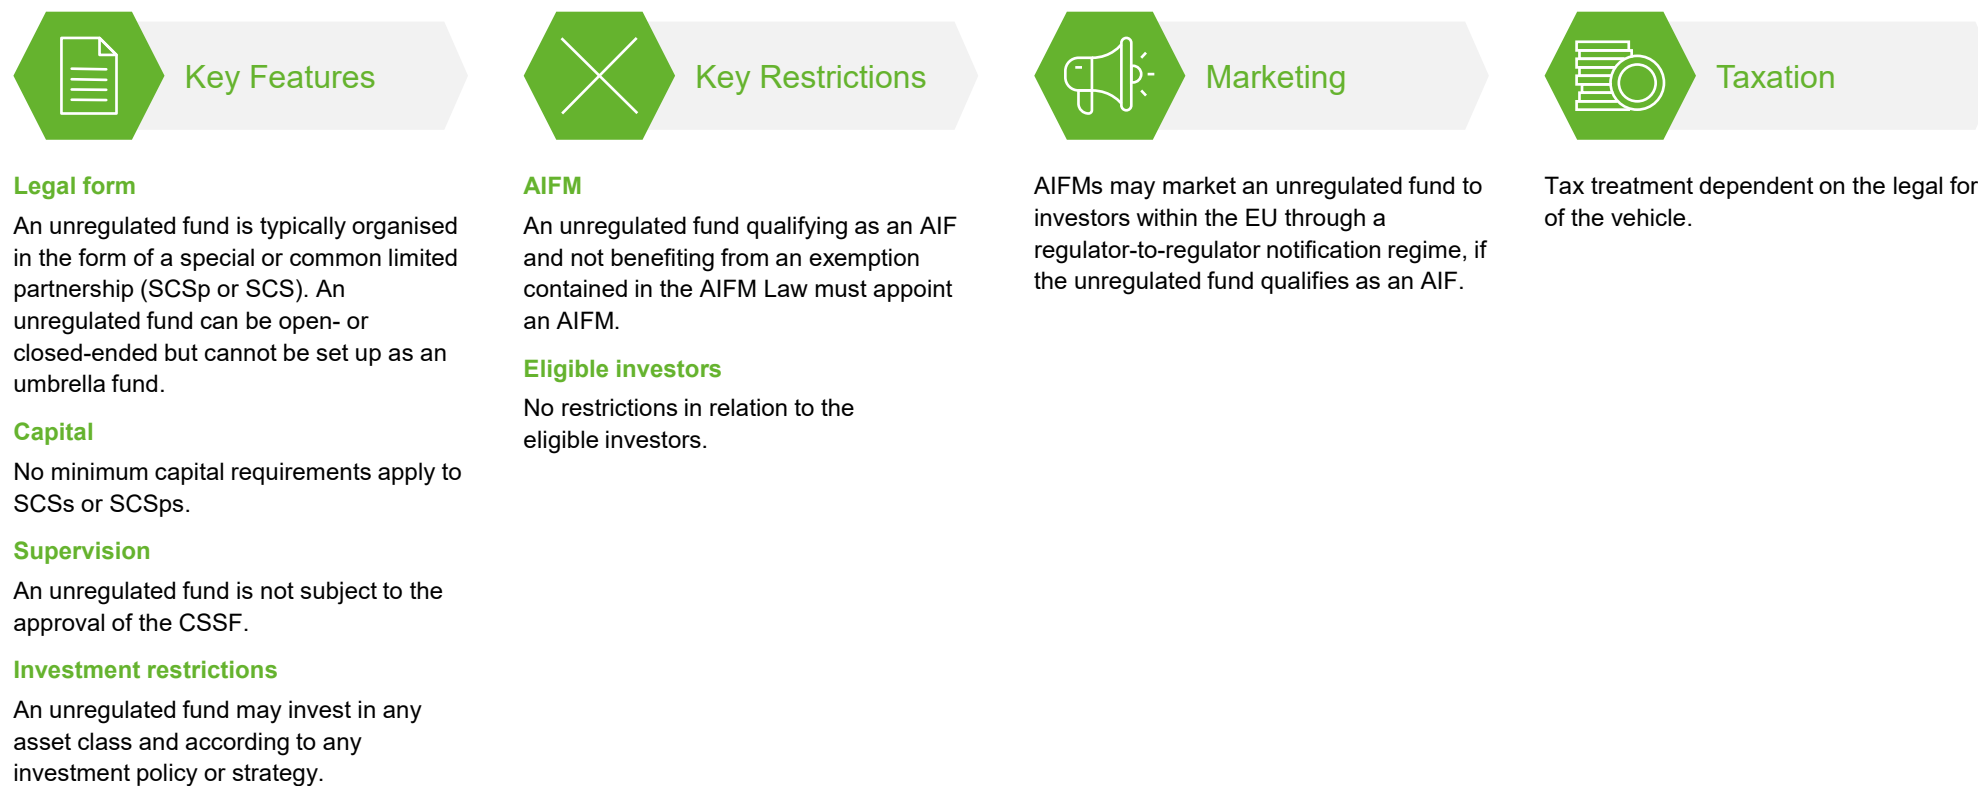 Key Features
Legal form
An unregulated fund is typically organised
in the form of a special or common limited
partnership (SCSp or SCS). An
unregulated fund can be open- or
closed-ended but cannot be set up as an
umbrella fund.
Capital
No minimum capital requirements apply to
SCSs or SCSps.
Supervision
An unregulated fund is not subject to the
approval of the CSSF.
Investment restrictions
An unregulated fund may invest in any
asset class and according to any
investment policy or strategy.
Key Restrictions
AIFM
An unregulated fund qualifying as an AIF
and not benefiting from an exemption
contained in the AIFM Law must appoint
an AIFM.
Eligible investors
No restrictions in relation to the
eligible investors.
Marketing
AIFMs may market an unregulated fund to
investors within the EU through a
regulator-to-regulator notification regime, if
the unregulated fund qualifies as an AIF.
Taxation
Tax treatment dependent on the legal for
of the vehicle.